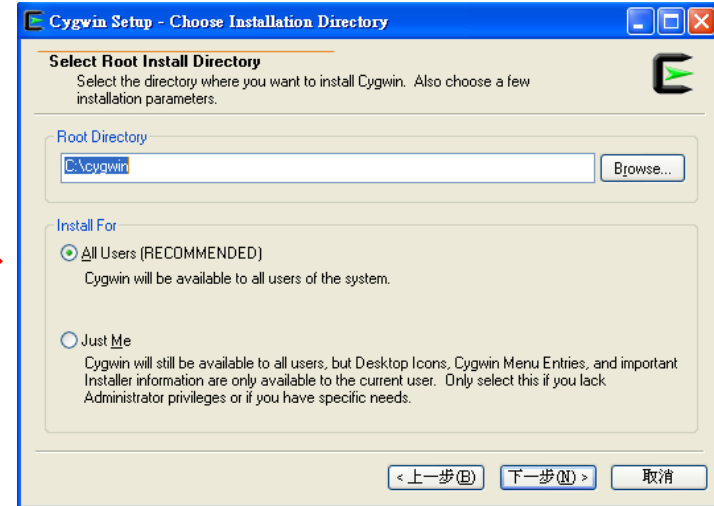 Cygwin Setup - Choose Installation Directory
Select Root Install Directory
Select the directory where you want to install Cygwin. Also choose a few
installation parameters.
Root Directory
C:\cygwin
Browse...
Install For
All Users (RECOMMENDED)
Cygwin will be available to all users of the system.
Just Me
Cygwin will still be available to all users, but Desktop Icons, Cygwin Menu Entries, and important
Installer information are only available to the current user. Only select this if you lack
Administrator privileges or if you have specific needs.
<上一步(B) 下一步(N)> 取消